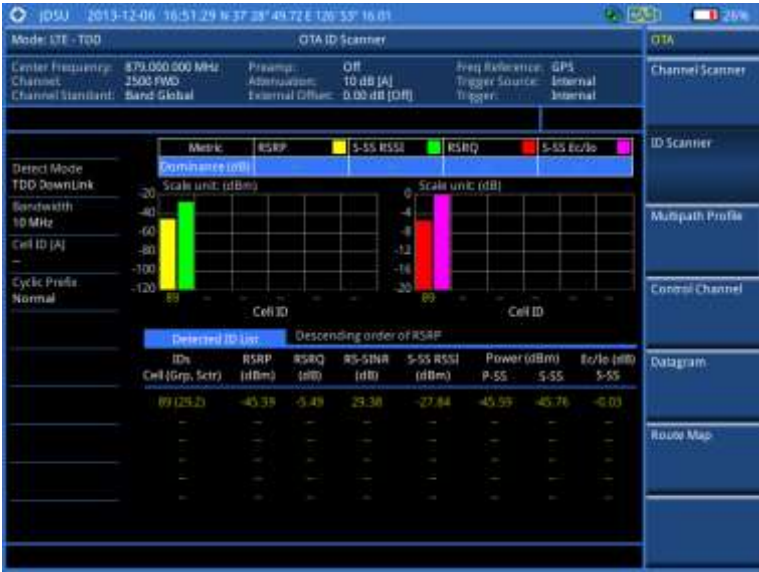 JDSU 2013-12-06 16:51:29 N 37° 28' 49.72 E 126° 53' 16.01 26%
Mode: LTE - TDD OTA ID Scanner OTA
Center Frequency: 879.000 000 MHz Preamp: Off Freq Reference: GPS
Channel: 2500 FWD Attenuation: 10 dB [A] Trigger Source: Internal
Channel Standard: Band Global External Offset: 0.00 dB [Off] Trigger: Internal
Channel Scanner
ID Scanner
Multipath Profile
Control Channel
Datagram
Route Map
Detect Mode
TDD DownLink
Bandwidth
10 MHz
Cell ID [A]
--
Cyclic Prefix
Normal
Metric RSRP S-SS RSSI RSRQ S-SS Ec/Io
Dominance (dB)
Scale unit: (dBm) Scale unit: (dB)
-20 0
-40 -4
-60 -8
-80 -12
-100 -16
-120 -20
89 -- -- -- -- -- 89 -- -- -- -- --
Cell ID Cell ID
Detected ID List Descending order of RSRP
IDs RSRP RSRQ RS-SINR S-SS RSSI Power (dBm) Ec/Io (dB)
Cell (Grp, Sctr) (dBm) (dB) (dB) (dBm) P-SS S-SS S-SS
89 (29,2) -45.39 -5.49 29.38 -27.84 -45.59 -45.76 -0.03
-- -- -- -- -- -- -- --
-- -- -- -- -- -- -- --
-- -- -- -- -- -- -- --
-- -- -- -- -- -- -- --
-- -- -- -- -- -- -- --